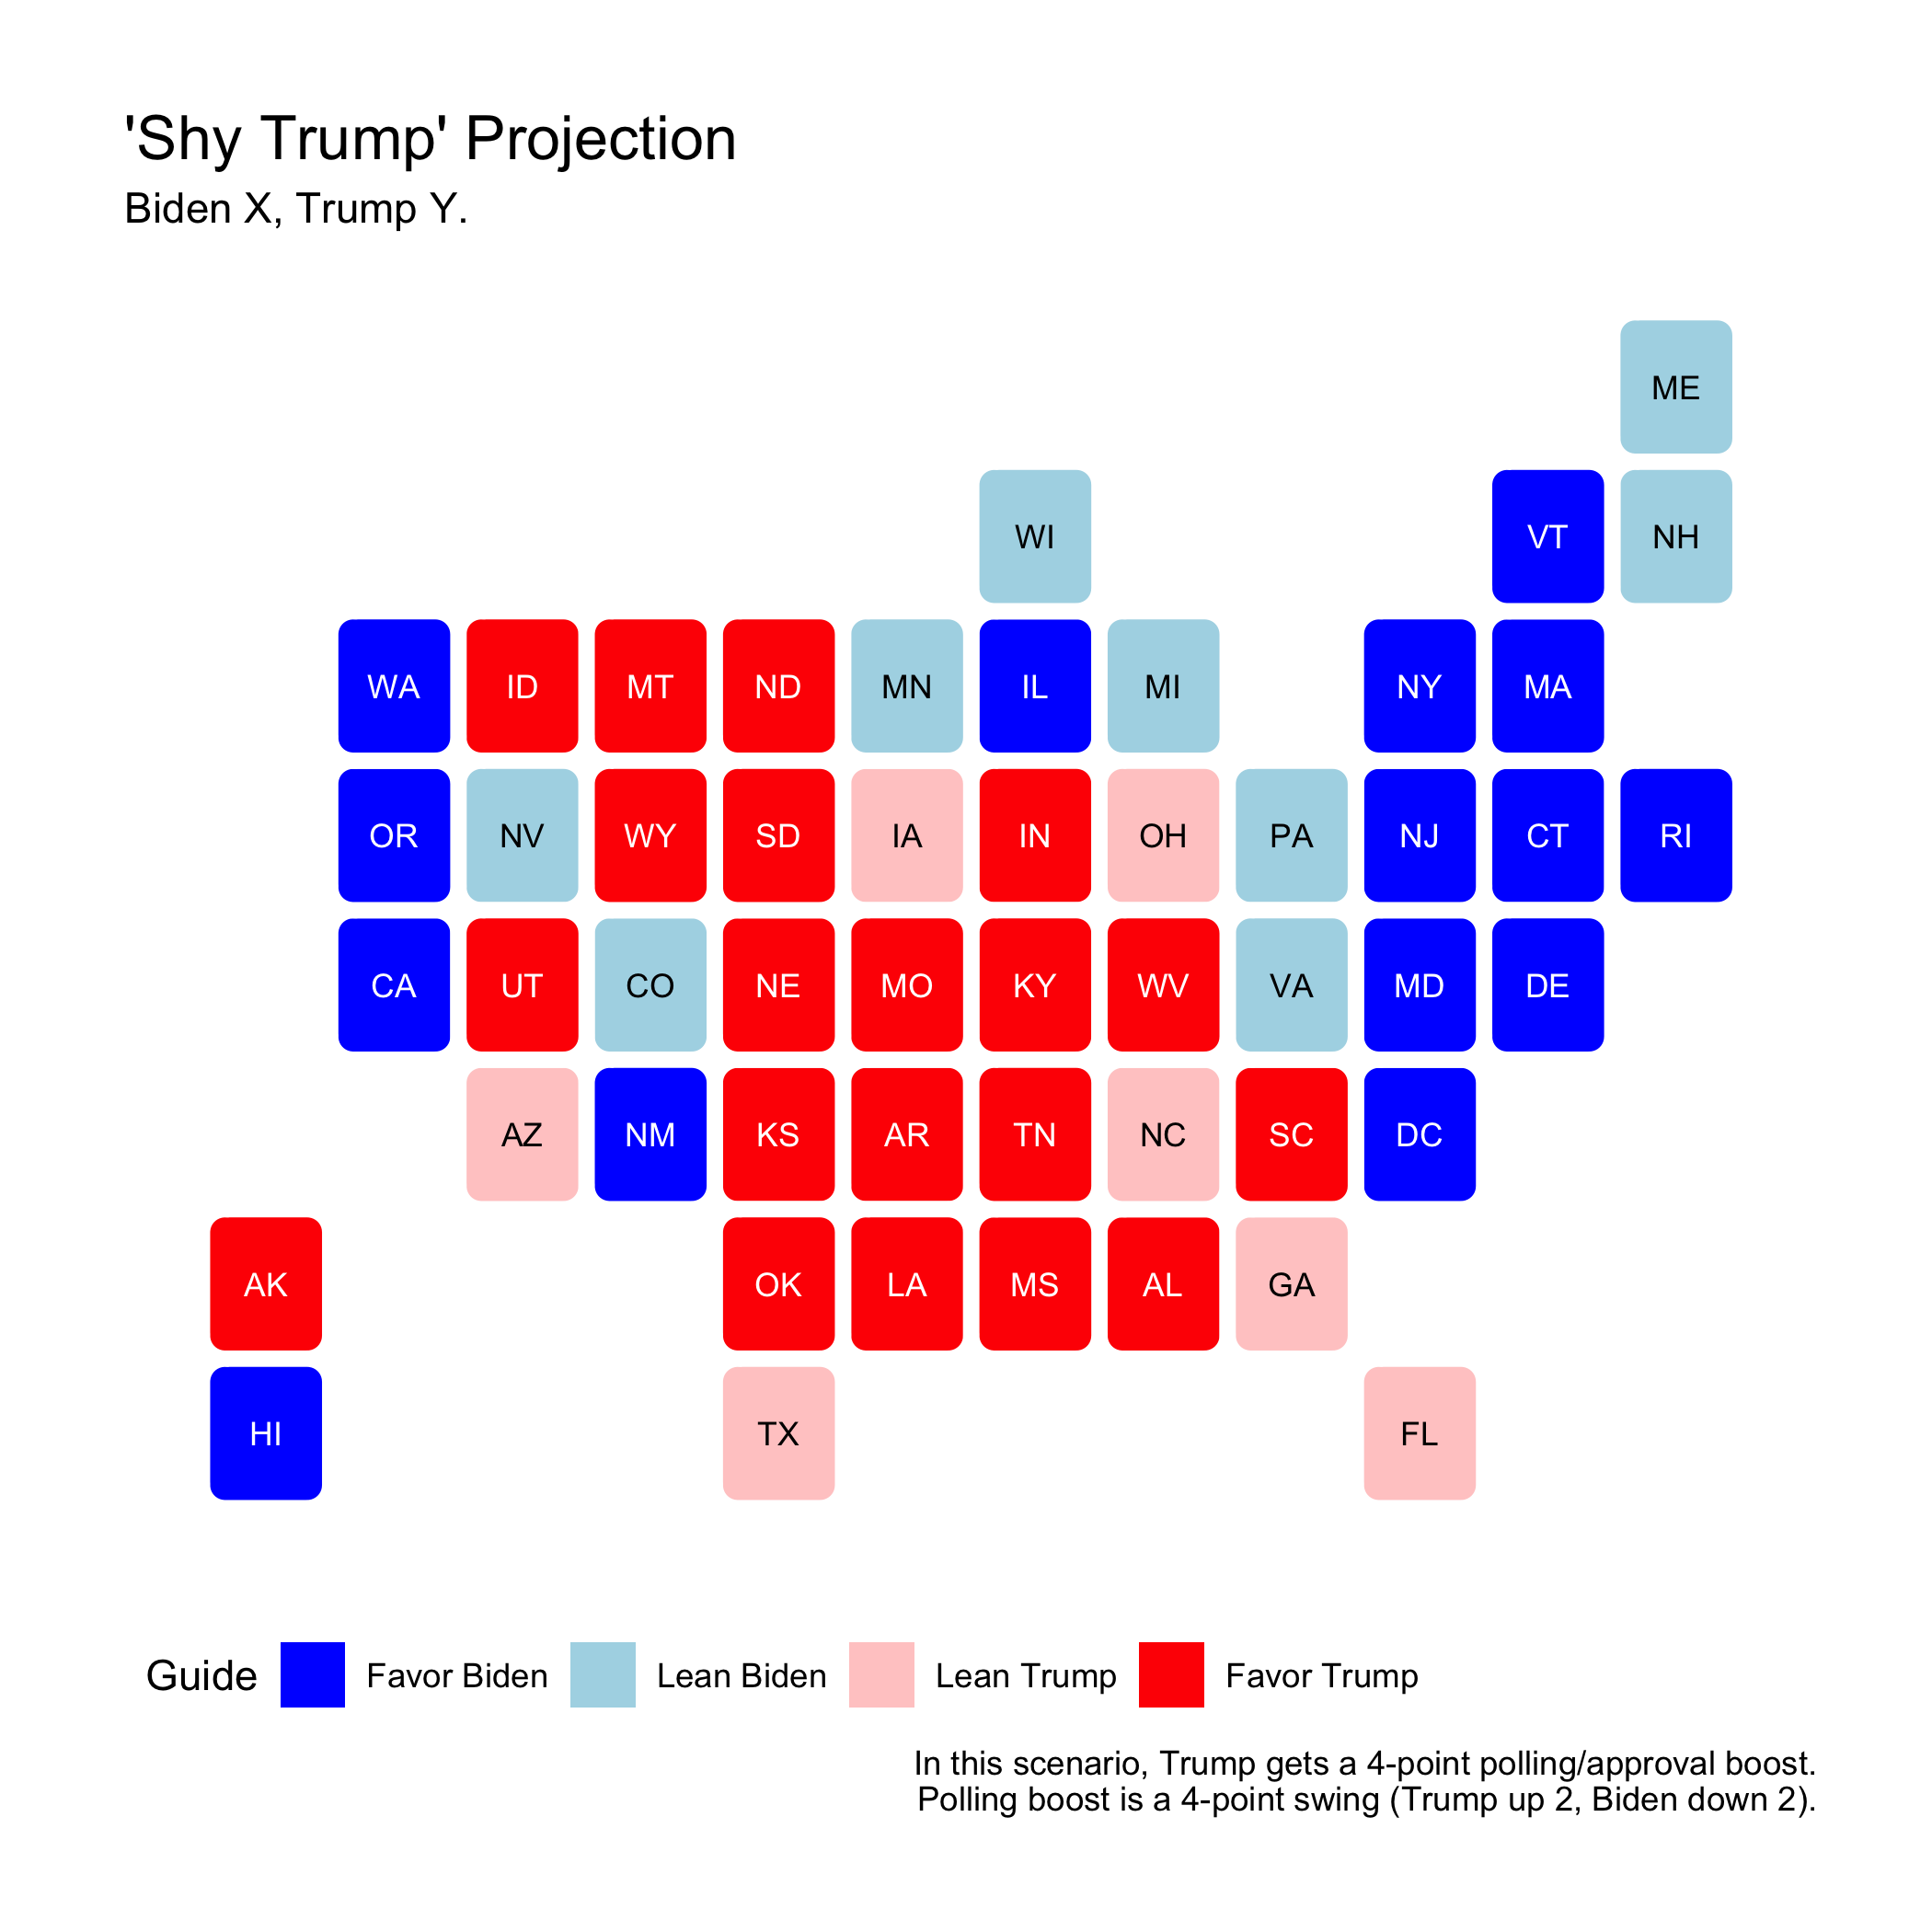 'Shy Trump' Projection
Biden X, Trump Y.
ME
WI VT NH
WA ID MT ND MN IL MI NY MA
OR NV WY SD IA IN OH PA NJ CT RI
CA UT CO NE MO KY WV VA MD DE
AZ NM KS AR TN NC SC DC
AK OK LA MS AL GA
HI TX FL
Guide Favor Biden Lean Biden Lean Trump Favor Trump
In this scenario, Trump gets a 4-point polling/approval boost.
Polling boost is a 4-point swing (Trump up 2, Biden down 2).